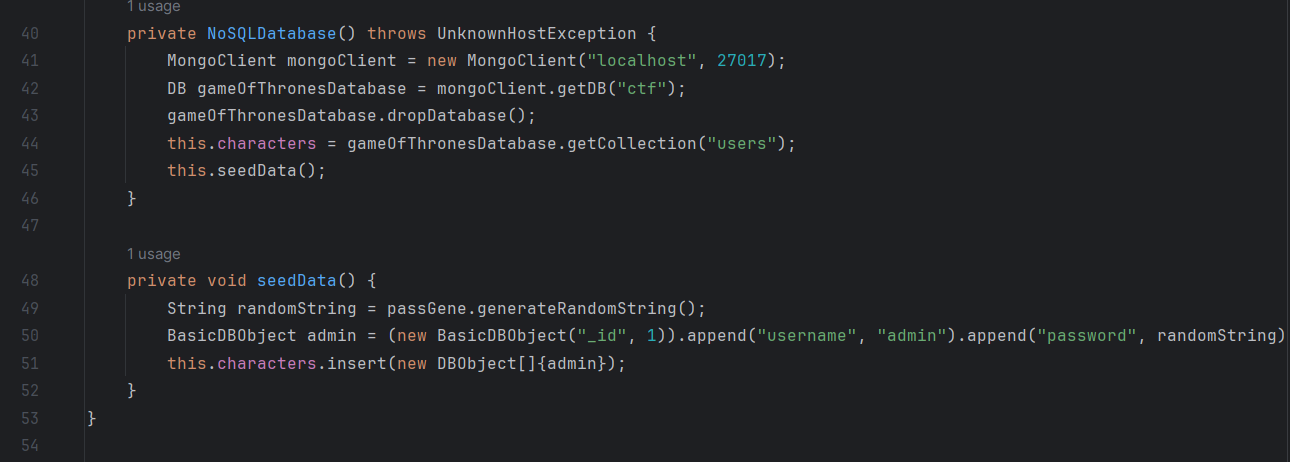 1 usage
40 private NoSQLDatabase() throws UnknownHostException {
41 MongoClient mongoClient = new MongoClient("localhost", 27017);
42 DB gameOfThronesDatabase = mongoClient.getDB("ctf");
43 gameOfThronesDatabase.dropDatabase();
44 this.characters = gameOfThronesDatabase.getCollection("users");
45 this.seedData();
46 }
47
1 usage
48 private void seedData() {
49 String randomString = passGene.generateRandomString();
50 BasicDBObject admin = (new BasicDBObject("_id", 1)).append("username", "admin").append("password", randomString)
51 this.characters.insert(new DBObject[]{admin});
52 }
53 }
54